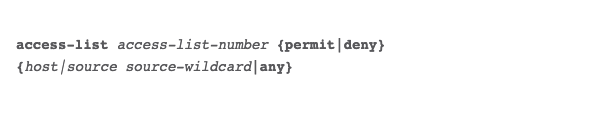 access-list access-list-number {permit|deny}
{host|source source-wildcard|any}